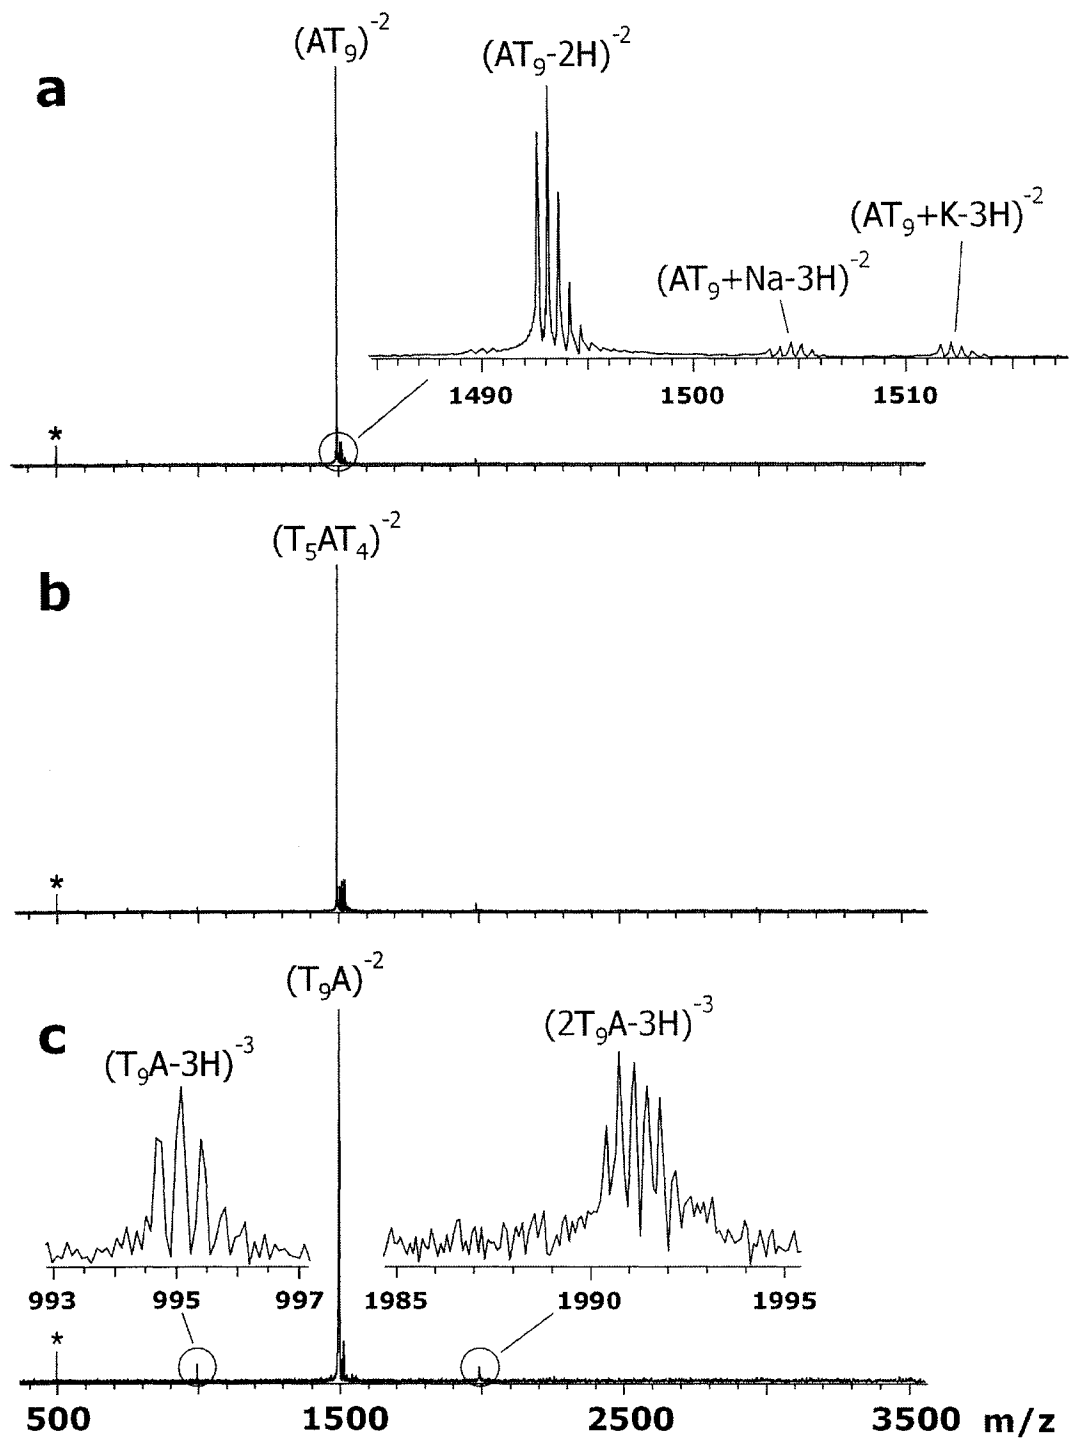 (AT₉)⁻²
(AT₉-2H)⁻²
a
(AT₉+K-3H)⁻²
(AT₉+Na-3H)⁻²
1490 1500 1510
*
(T₅AT₄)⁻²
b
*
(T₉A)⁻²
c
(2T₉A-3H)⁻³
(T₉A-3H)⁻³
993 995 997 1985 1990 1995
*
500 1500 2500 3500 m/z